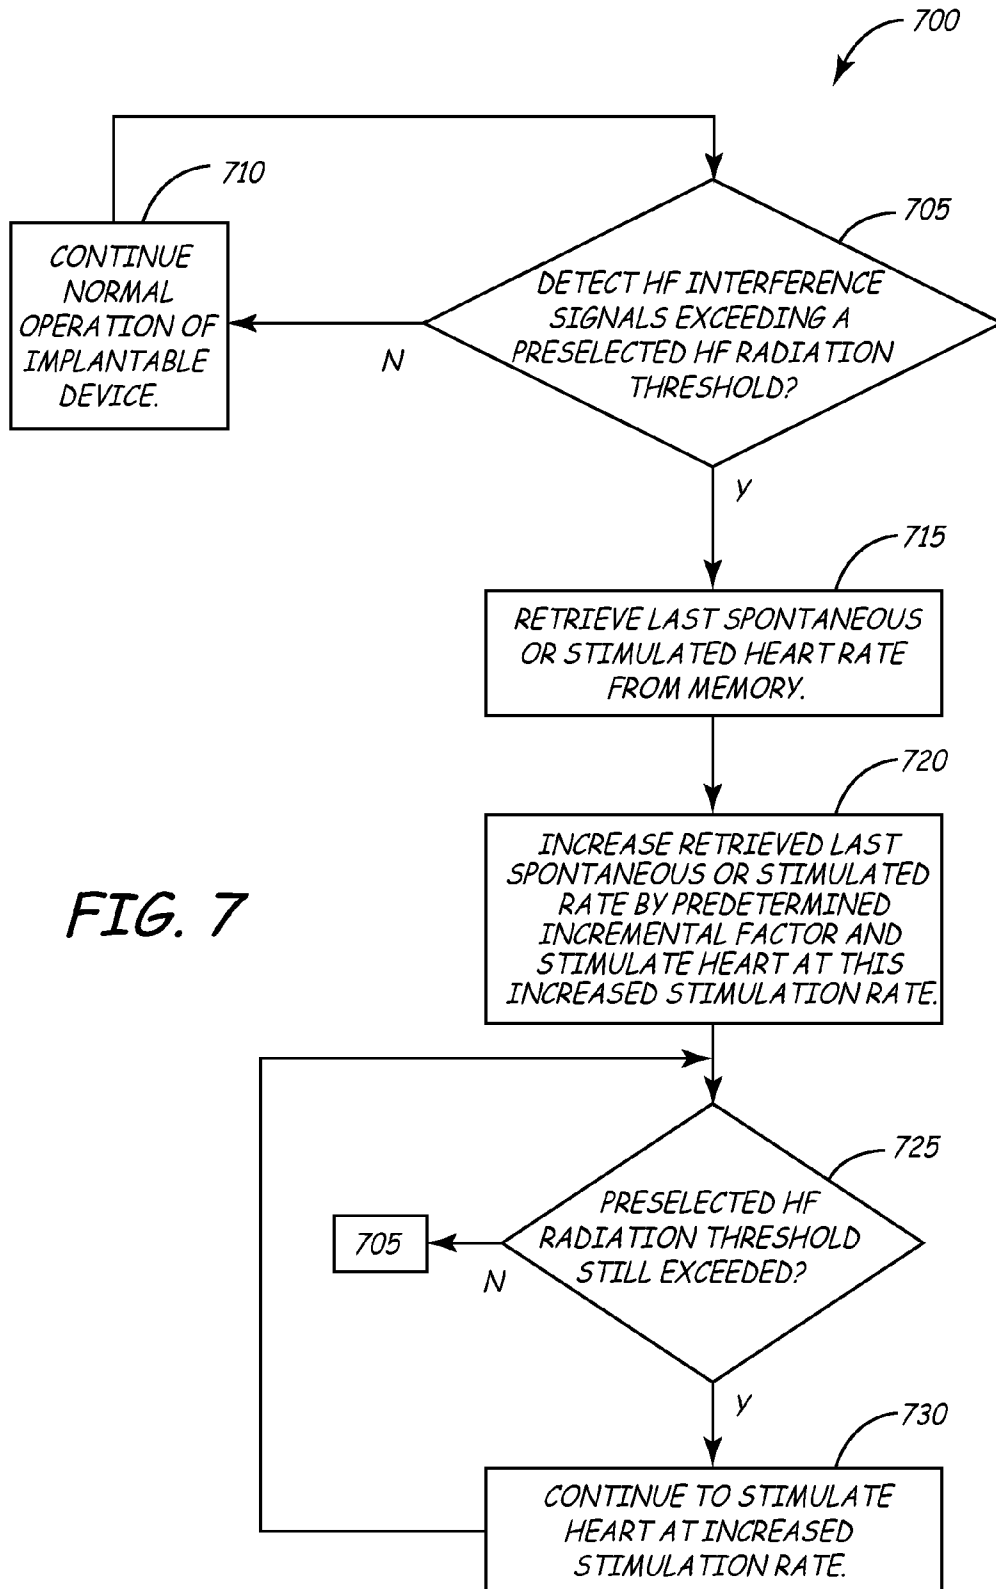 700
710
CONTINUE
NORMAL
OPERATION OF
IMPLANTABLE
DEVICE.
705
DETECT HF INTERFERENCE
SIGNALS EXCEEDING A
PRESELECTED HF RADIATION
THRESHOLD?
N
Y
715
RETRIEVE LAST SPONTANEOUS
OR STIMULATED HEART RATE
FROM MEMORY.
720
INCREASE RETRIEVED LAST
SPONTANEOUS OR STIMULATED
RATE BY PREDETERMINED
INCREMENTAL FACTOR AND
STIMULATE HEART AT THIS
INCREASED STIMULATION RATE.
FIG. 7
725
PRESELECTED HF
RADIATION THRESHOLD
STILL EXCEEDED?
705
N
Y
730
CONTINUE TO STIMULATE
HEART AT INCREASED
STIMULATION RATE.